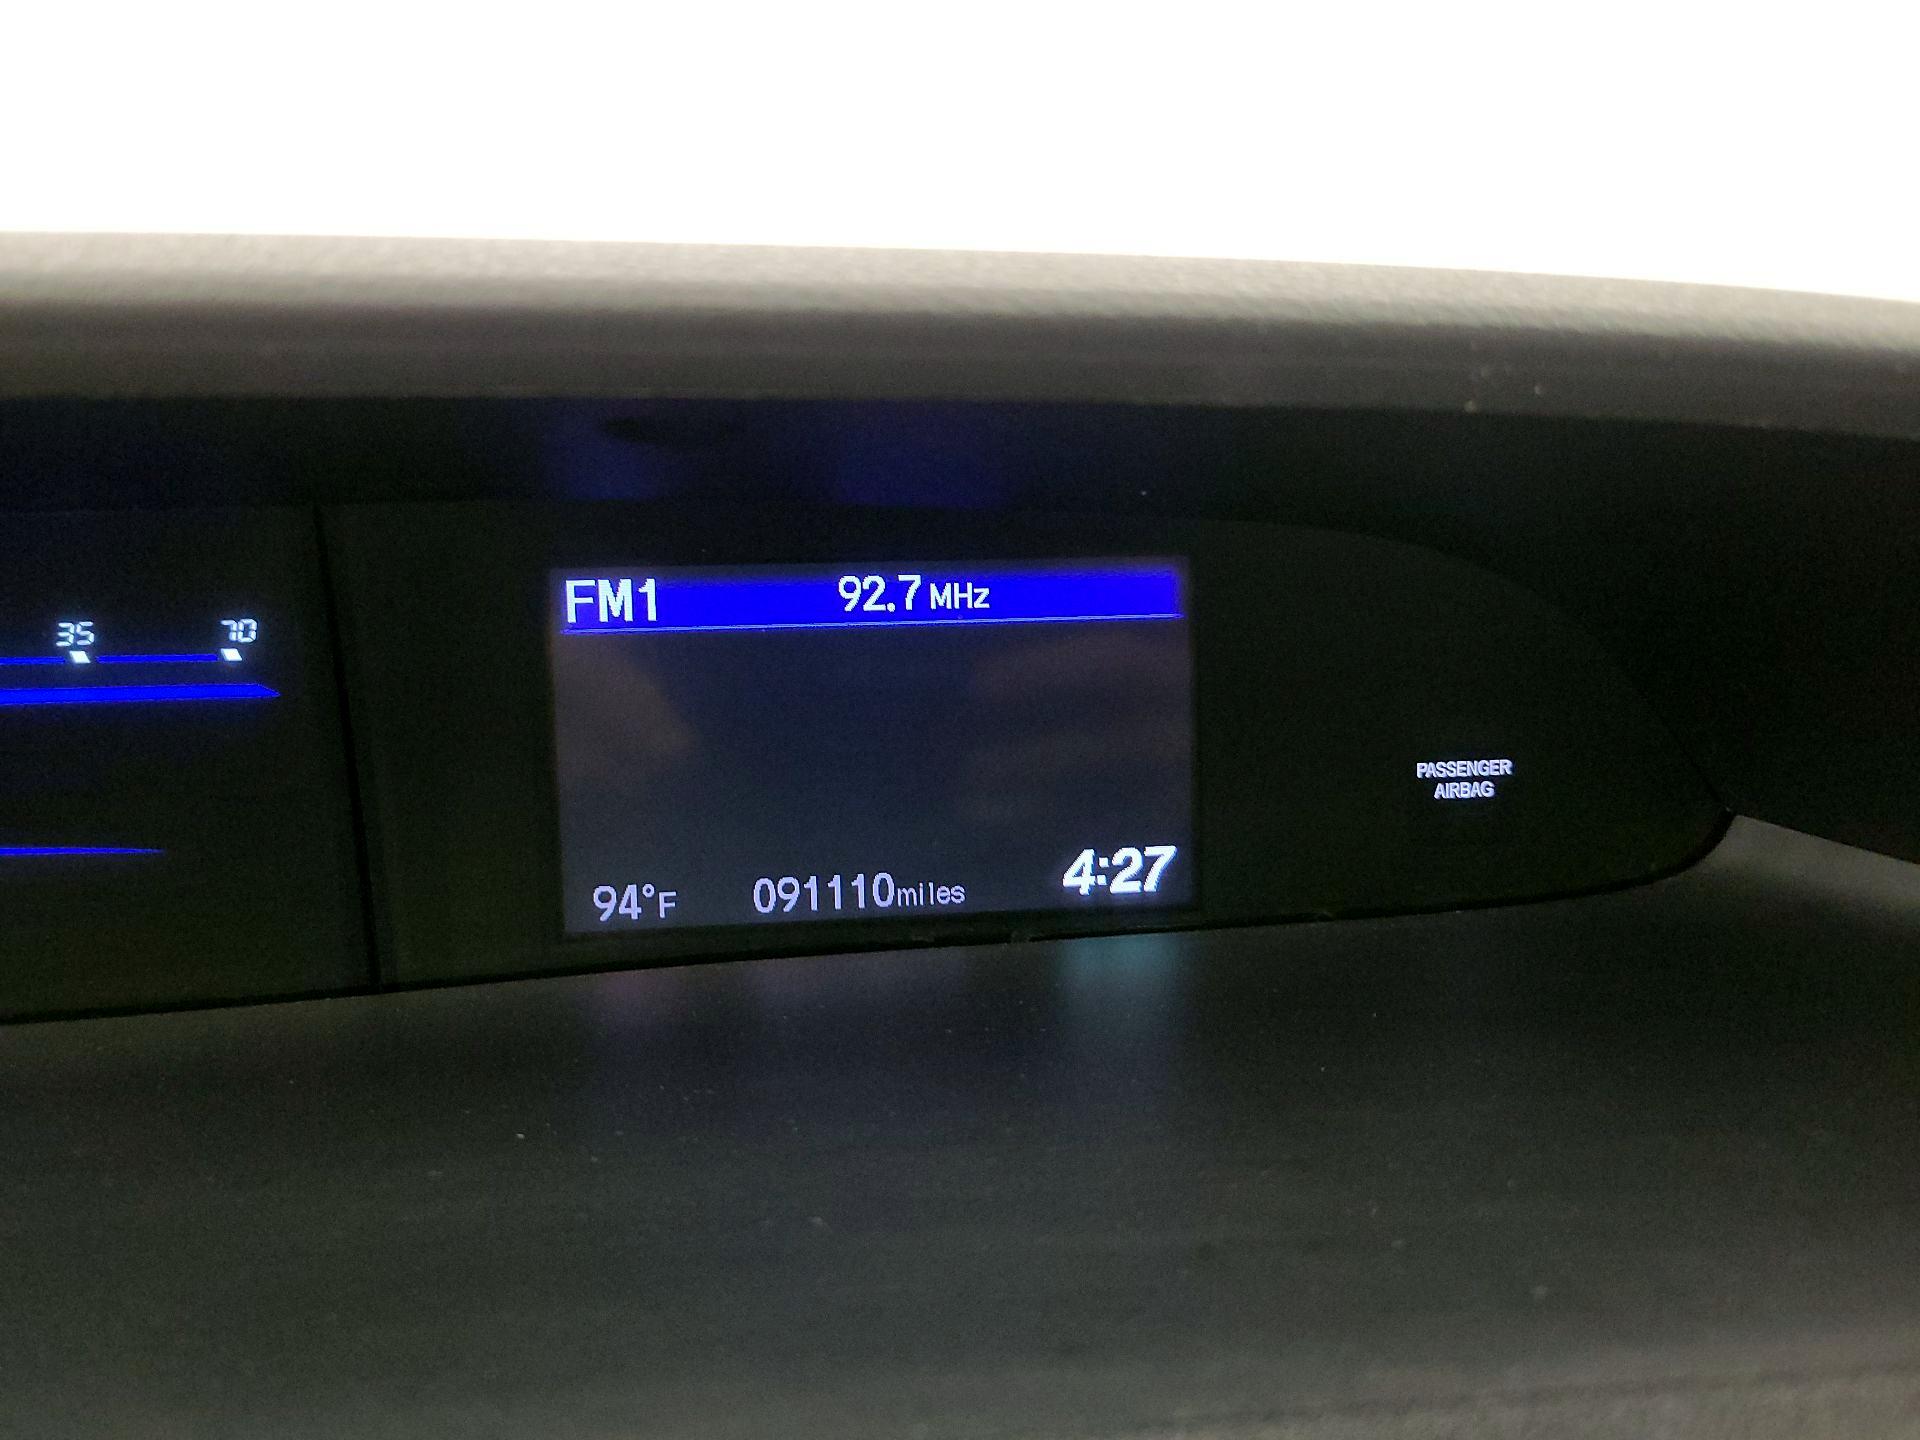 35 70
FM1 92.7 MHz
PASSENGER
AIRBAG
94°F 091110miles 4:27